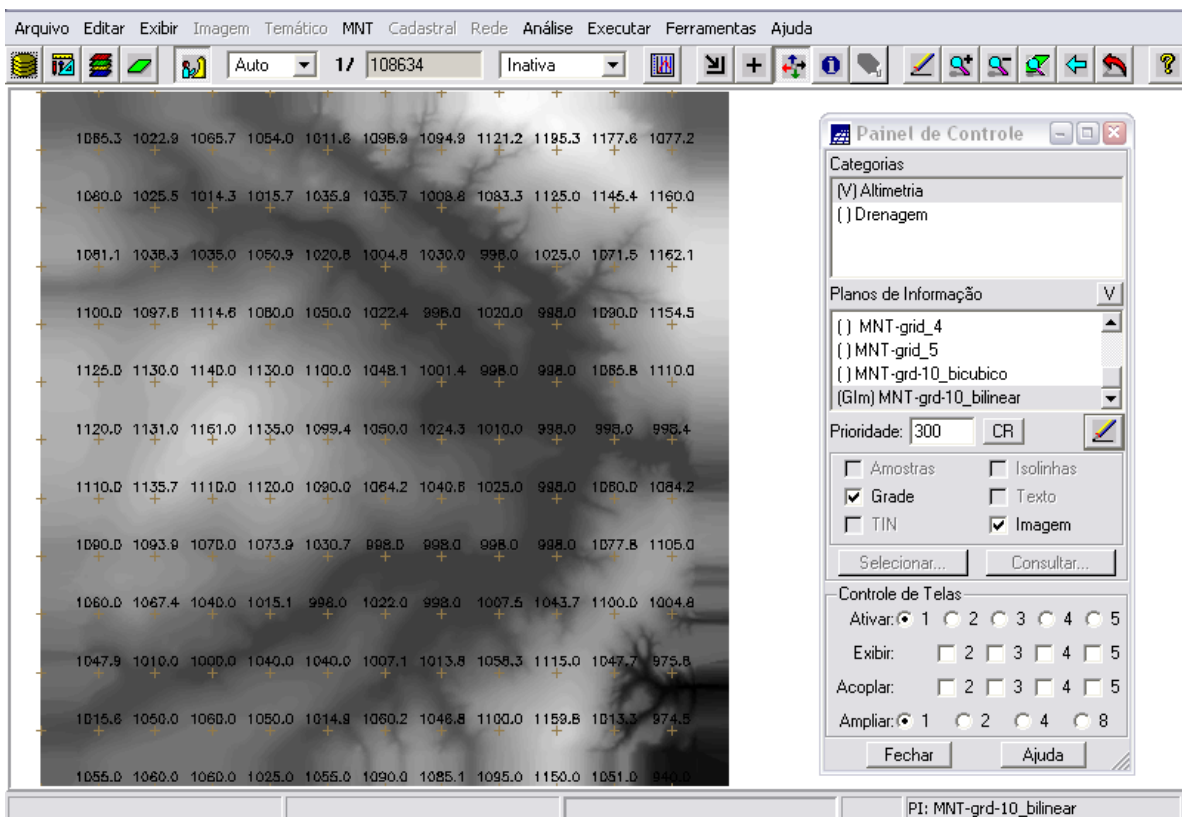 Arquivo Editar Exibir Imagem Temático MNT Cadastral Rede Análise Executar Ferramentas Ajuda
Auto 1/ 108634 Inativa
1022.9 1065.7 1054.0 1011.6 1098.9 1094.9 1121.2 1195.3 1177.6 1077.2
1080.0 1025.5 1014.3 1015.7 1035.9 1035.7 1008.8 1083.3 1125.0 1145.4 1160.0
1081.1 1038.3 1035.0 1050.9 1020.8 1004.8 1030.0 998.0 1025.0 1071.5 1162.1
1100.0 1097.8 1114.6 1080.0 1050.0 1022.4 998.0 1020.0 998.0 1090.0 1154.5
1125.0 1130.0 1140.0 1130.0 1100.0 1048.1 1001.4 998.0 998.0 1110.0
1120.0 1131.0 1161.0 1135.0 1099.4 1050.0 1024.3 1010.0 998.0 998.0 998.4
1110.0 1135.7 1110.0 1120.0 1090.0 1064.2 1040.6 1025.0 998.0 1080.0 1084.2
1090.0 1093.9 1070.0 1073.9 1030.7 998.0 998.0 998.0 998.0 1077.8 1105.0
1060.0 1067.4 1040.0 1015.1 998.0 1022.0 998.0 1007.5 1043.7 1100.0 1004.8
1047.9 1010.0 1000.0 1040.0 1040.0 1007.1 1013.8 1058.3 1115.0 1047.7 975.8
1015.6 1050.0 1060.0 1050.0 1014.9 1060.2 1046.8 1100.0 1159.8 1013.3 974.5
1055.0 1060.0 1060.0 1025.0 1055.0 1090.0 1085.1 1095.0 1150.0 1051.0 940.0
Painel de Controle
Categorias
(V) Altimetria
( ) Drenagem
Planos de Informação V
( ) MNT-grid_4
( ) MNT-grid_5
( ) MNT-grd-10_bicubico
(GIm) MNT-grd-10_bilinear
Prioridade: 300 CR
Amostras Isolinhas
Grade Texto
TIN Imagem
Selecionar... Consultar...
Controle de Telas
Ativar: 1 2 3 4 5
Exibir: 2 3 4 5
Acoplar: 2 3 4 5
Ampliar: 1 2 4 8
Fechar Ajuda
PI: MNT-grd-10_bilinear